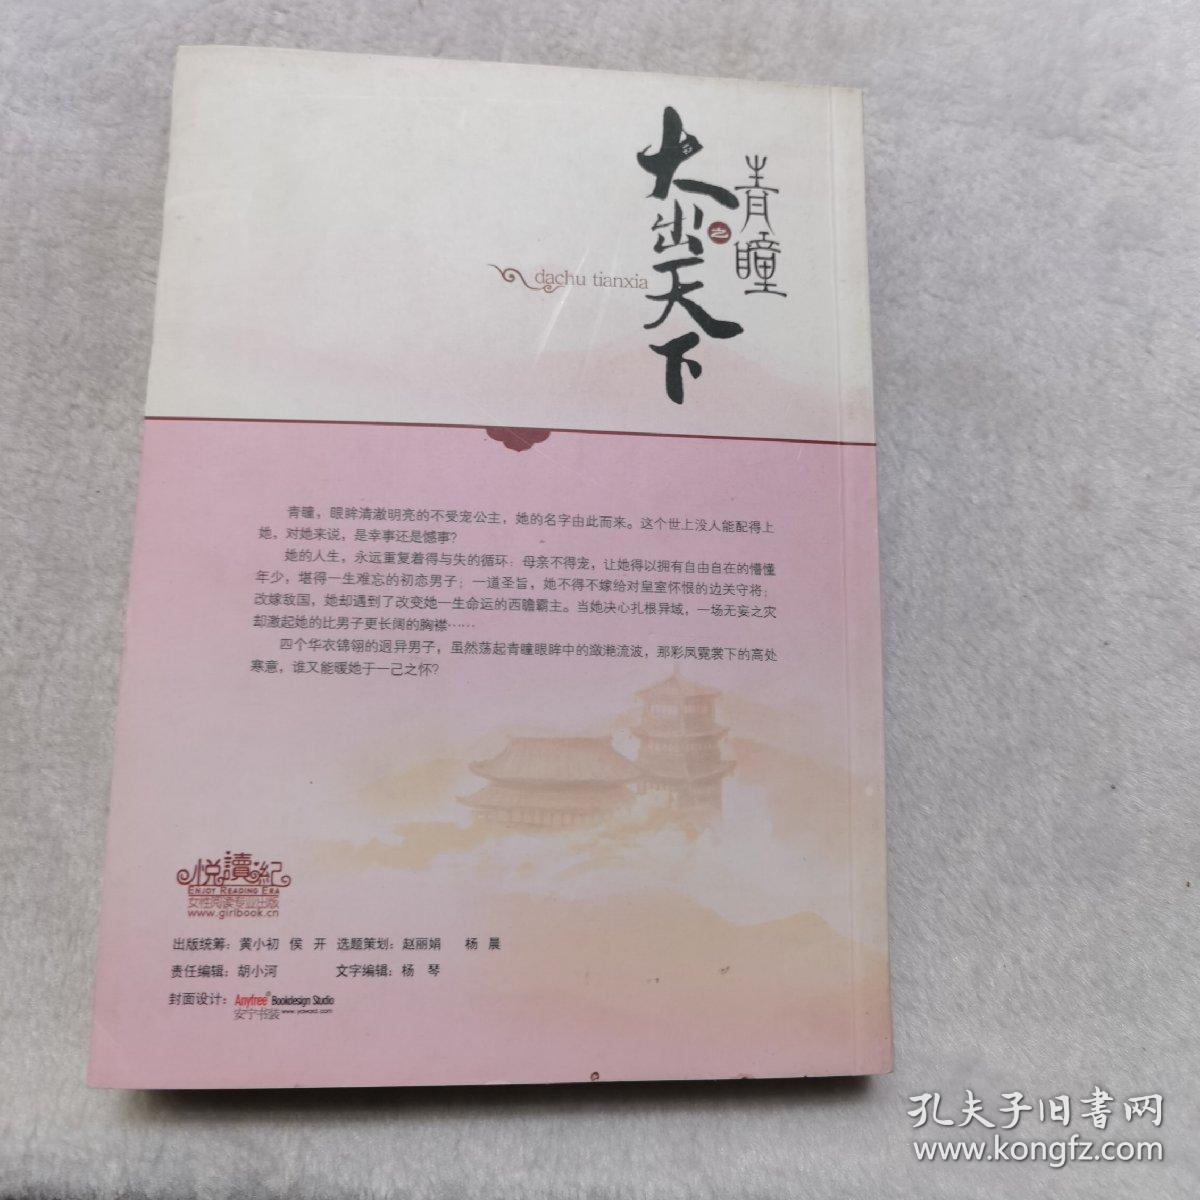 青瞳
之
大出天下
dachu tianxia
青瞳，眼眸清澈明亮的不受宠公主，她的名字由此而来。这个世上没人能配得上
她，对她来说，是幸事还是憾事？
她的人生，永远重复着得与失的循环：母亲不得宠，让她得以拥有自由自在的懵懂
年少，堪得一生难忘的初恋男子；一道圣旨，她不得不嫁给对皇室怀恨的边关守将；
改嫁敌国，她却遇到了改变她一生命运的西瞻霸主。当她决心扎根异域，一场无妄之灾
却激起她的比男子更长阔的胸襟……
四个华衣锦翎的迥异男子，虽然荡起青瞳眼眸中的潋滟流波，那彩凤霓裳下的高处
寒意，谁又能暖她于一己之怀？
悦讀紀
ENJOY READING ERA
女性阅读专业出版
www.girlbook.cn
出版统筹：黄小初 侯 开 选题策划：赵丽娟 杨 晨
责任编辑：胡小河 文字编辑：杨 琴
封面设计：Anyfree® Bookdesign Studio
安宁书装 www.yaward.com
孔夫子旧书网
www.kongfz.com